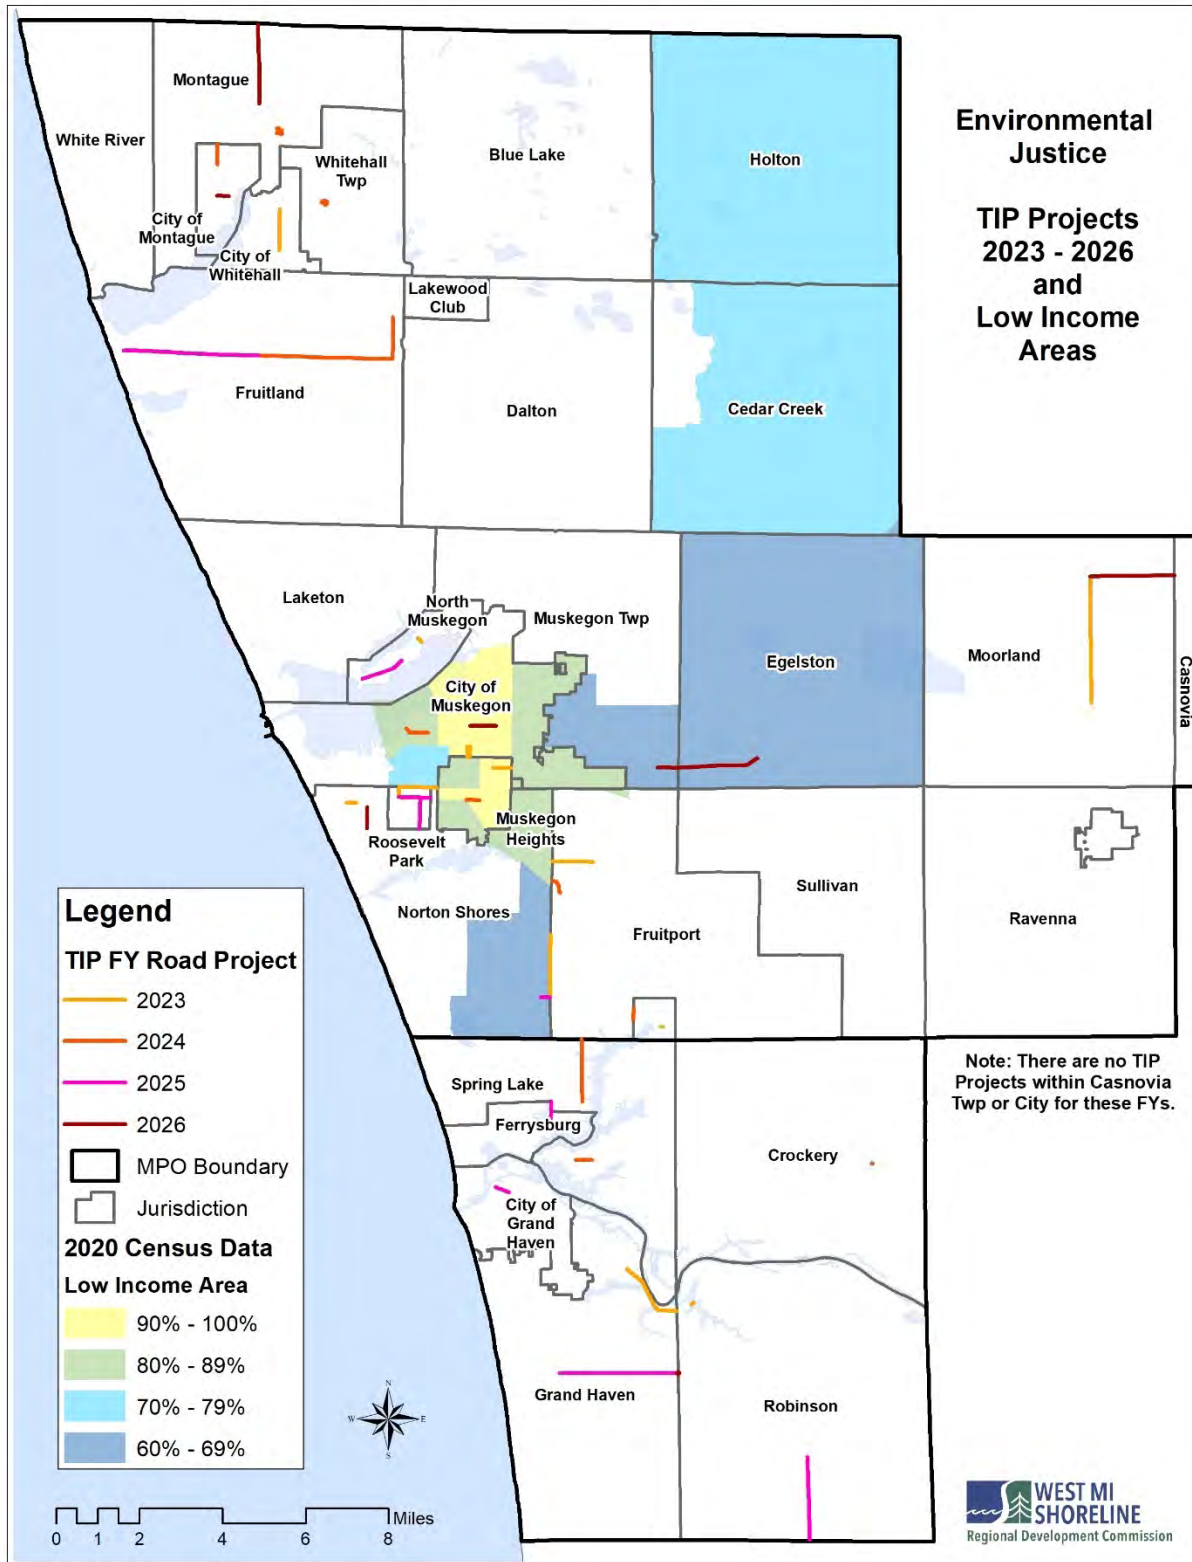 Environmental
Justice
TIP Projects
2023 - 2026
and
Low Income
Areas
Montague
White River
Whitehall
Twp
Blue Lake
Holton
City of
Montague
City of
Whitehall
Lakewood
Club
Fruitland
Dalton
Cedar Creek
Laketon
North
Muskegon
Muskegon Twp
Egelston
Moorland
Casnovia
City of
Muskegon
Muskegon
Heights
Roosevelt
Park
Norton Shores
Fruitport
Sullivan
Ravenna
Legend
TIP FY Road Project
2023
2024
2025
2026
MPO Boundary
Jurisdiction
2020 Census Data
Low Income Area
90% - 100%
80% - 89%
70% - 79%
60% - 69%
Note: There are no TIP
Projects within Casnovia
Twp or City for these FYs.
Spring Lake
Ferrysburg
Crockery
City of
Grand
Haven
Grand Haven
Robinson
N
W
E
S
Miles
0 1 2 4 6 8
WEST MI
SHORELINE
Regional Development Commission